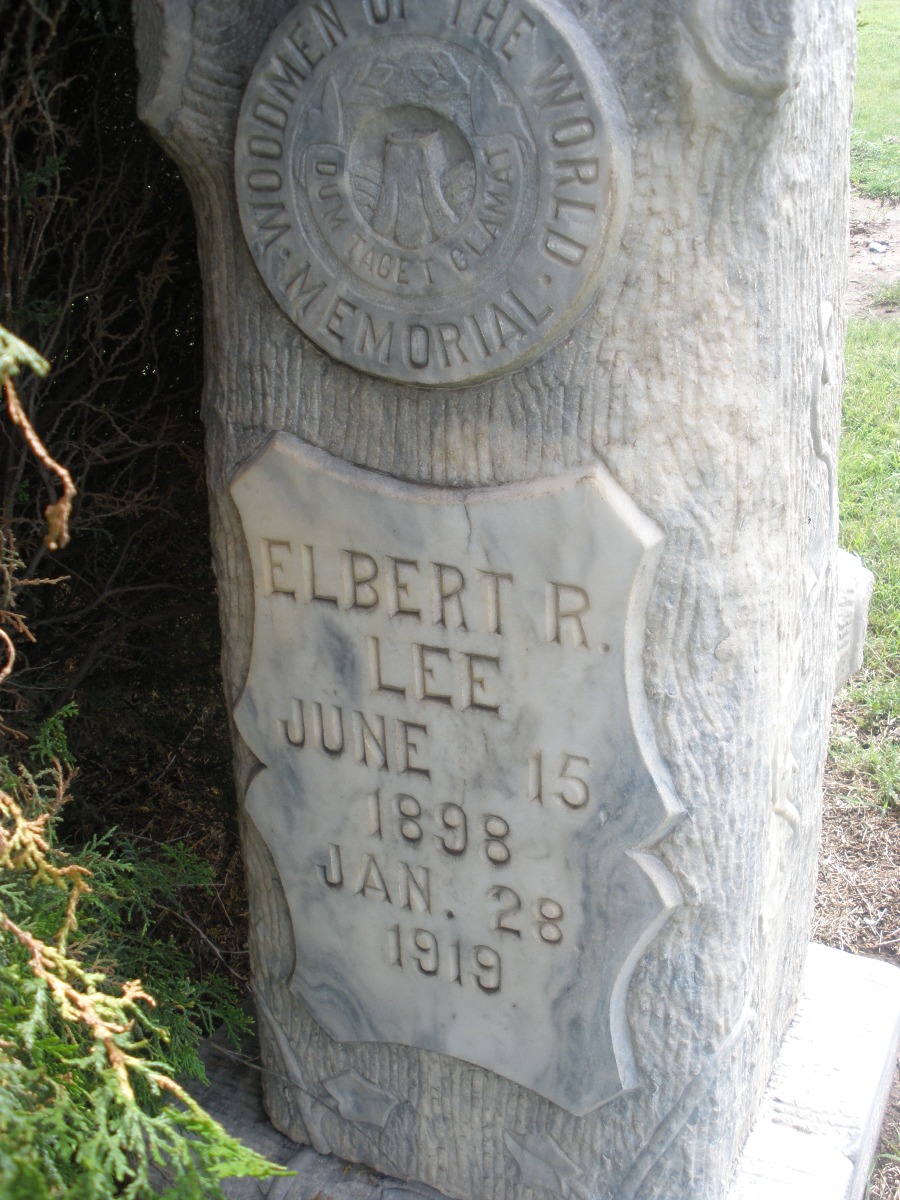 WOODMEN OF THE WORLD
MEMORIAL
DUM TACET CLAMAT
ELBERT R.
LEE
JUNE 15
1898
JAN. 28
1919